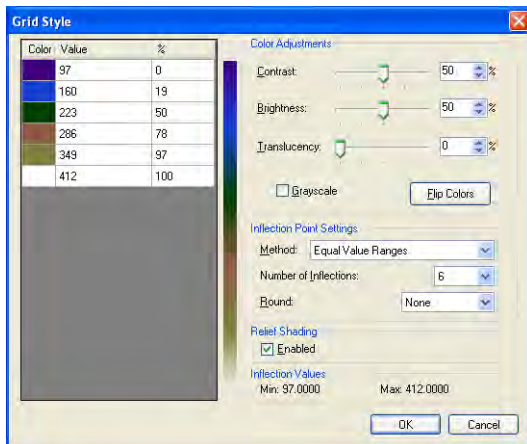 Grid Style
Color Value %
97 0
160 19
223 50
286 78
349 97
412 100
Color Adjustments
Contrast: 50 %
Brightness: 50 %
Translucency: 0 %
Grayscale
Flip Colors
Inflection Point Settings
Method: Equal Value Ranges
Number of Inflections: 6
Round: None
Relief Shading
Enabled
Inflection Values
Min: 97.0000 Max: 412.0000
OK Cancel